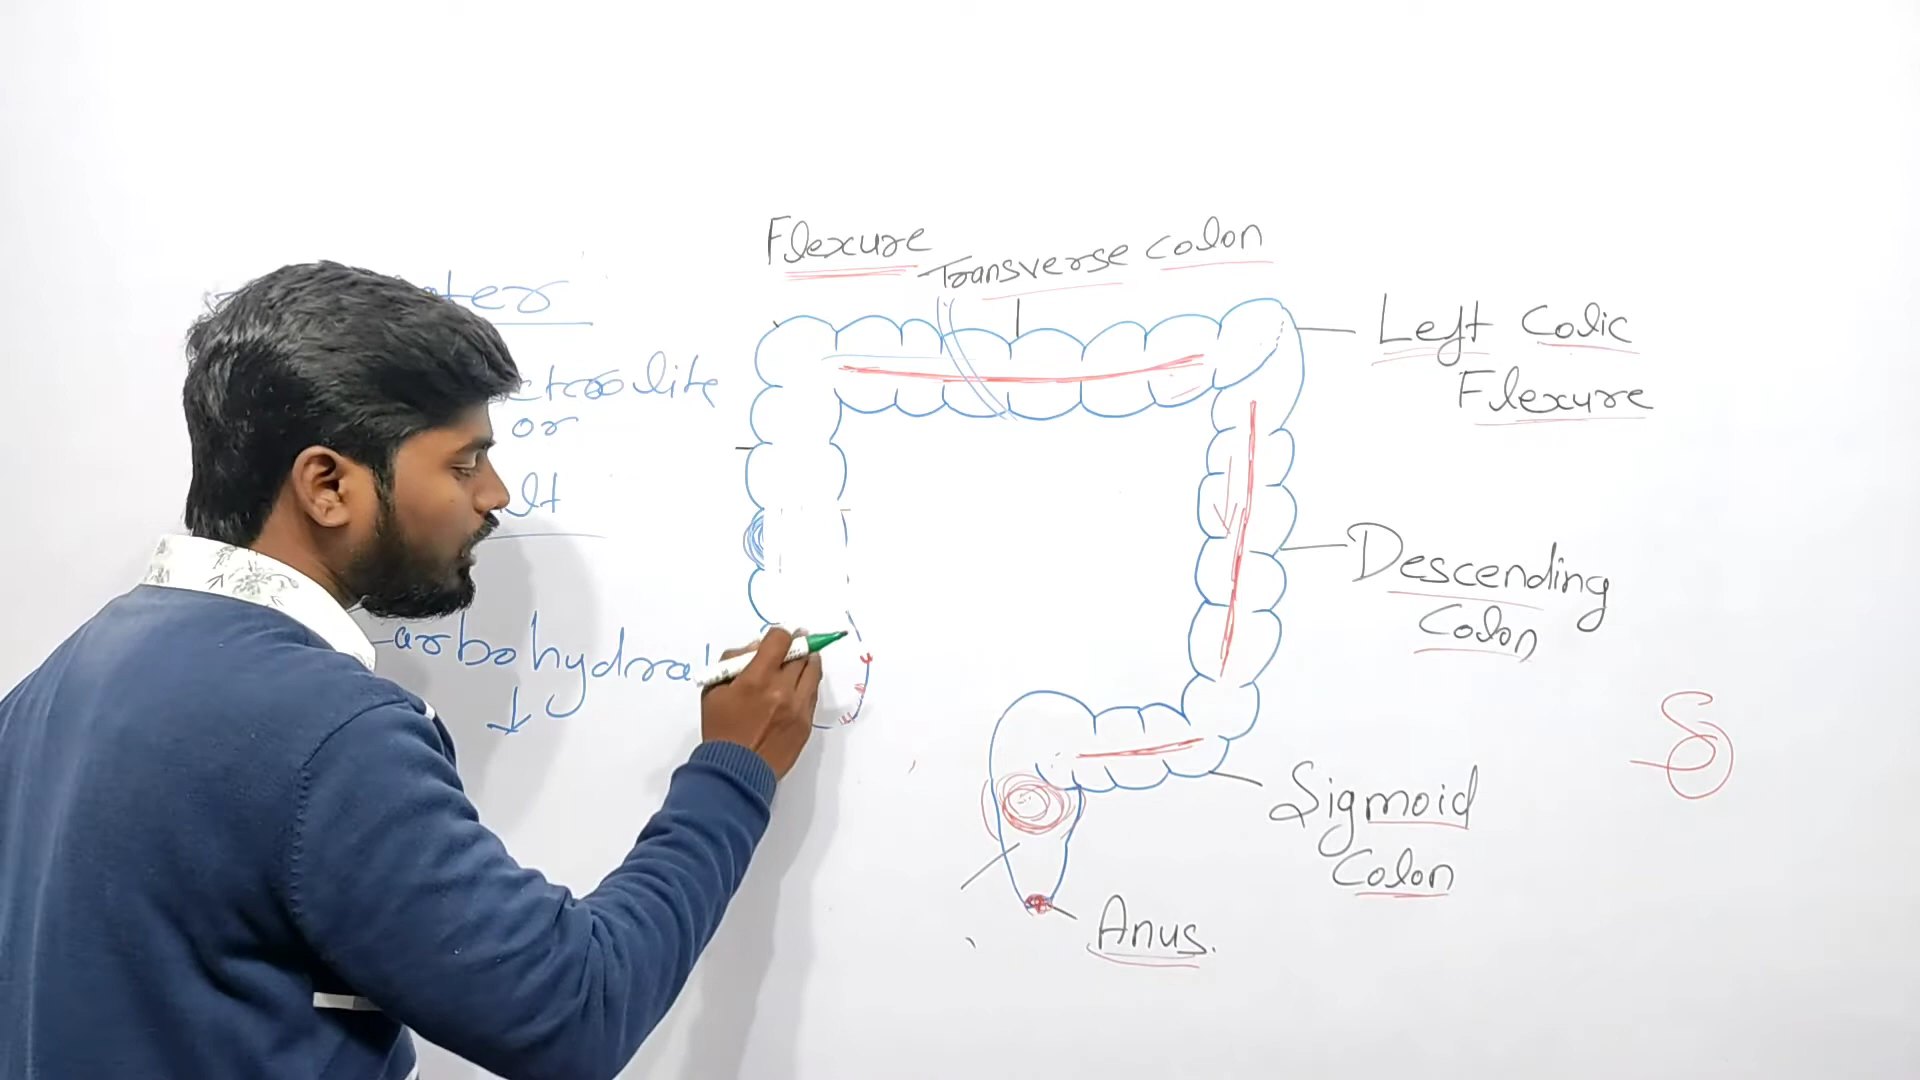 Flexure
Transverse Colon
Left Colic
Flexure
or
Descending
Colon
Sigmoid
Colon
Anus.